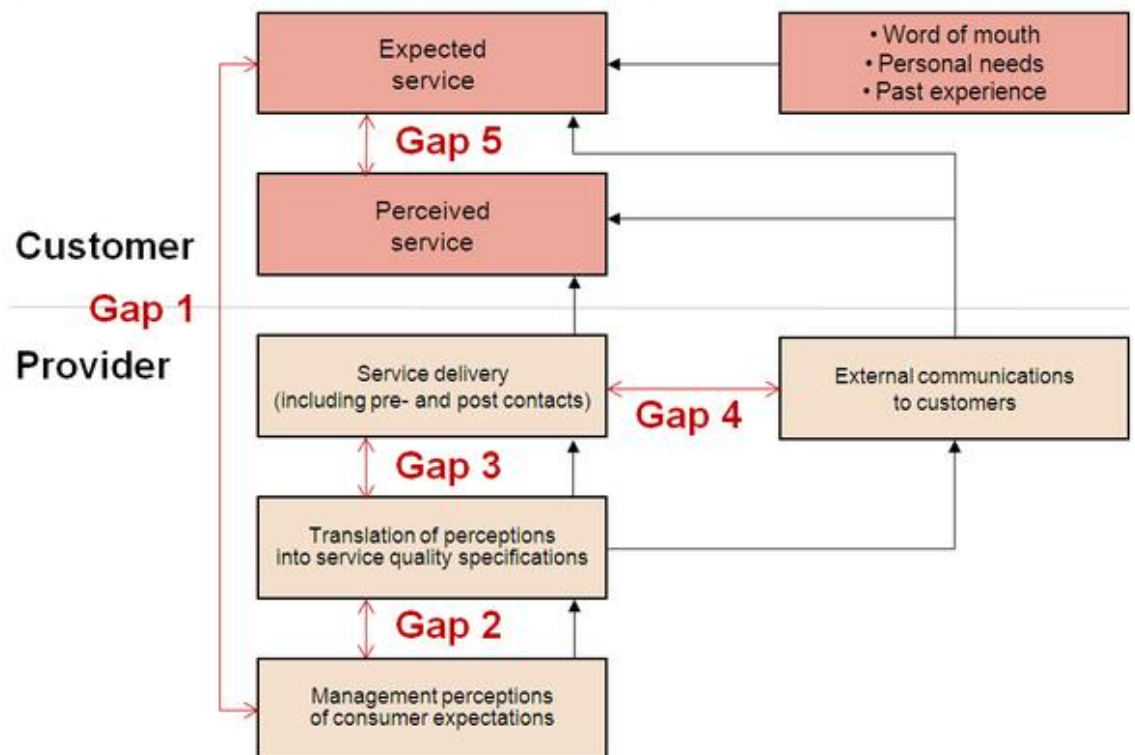 Expected
service
• Word of mouth
• Personal needs
• Past experience
Gap 5
Perceived
service
Customer
Gap 1
Provider
Service delivery
(including pre- and post contacts)
Gap 4
External communications
to customers
Gap 3
Translation of perceptions
into service quality specifications
Gap 2
Management perceptions
of consumer expectations